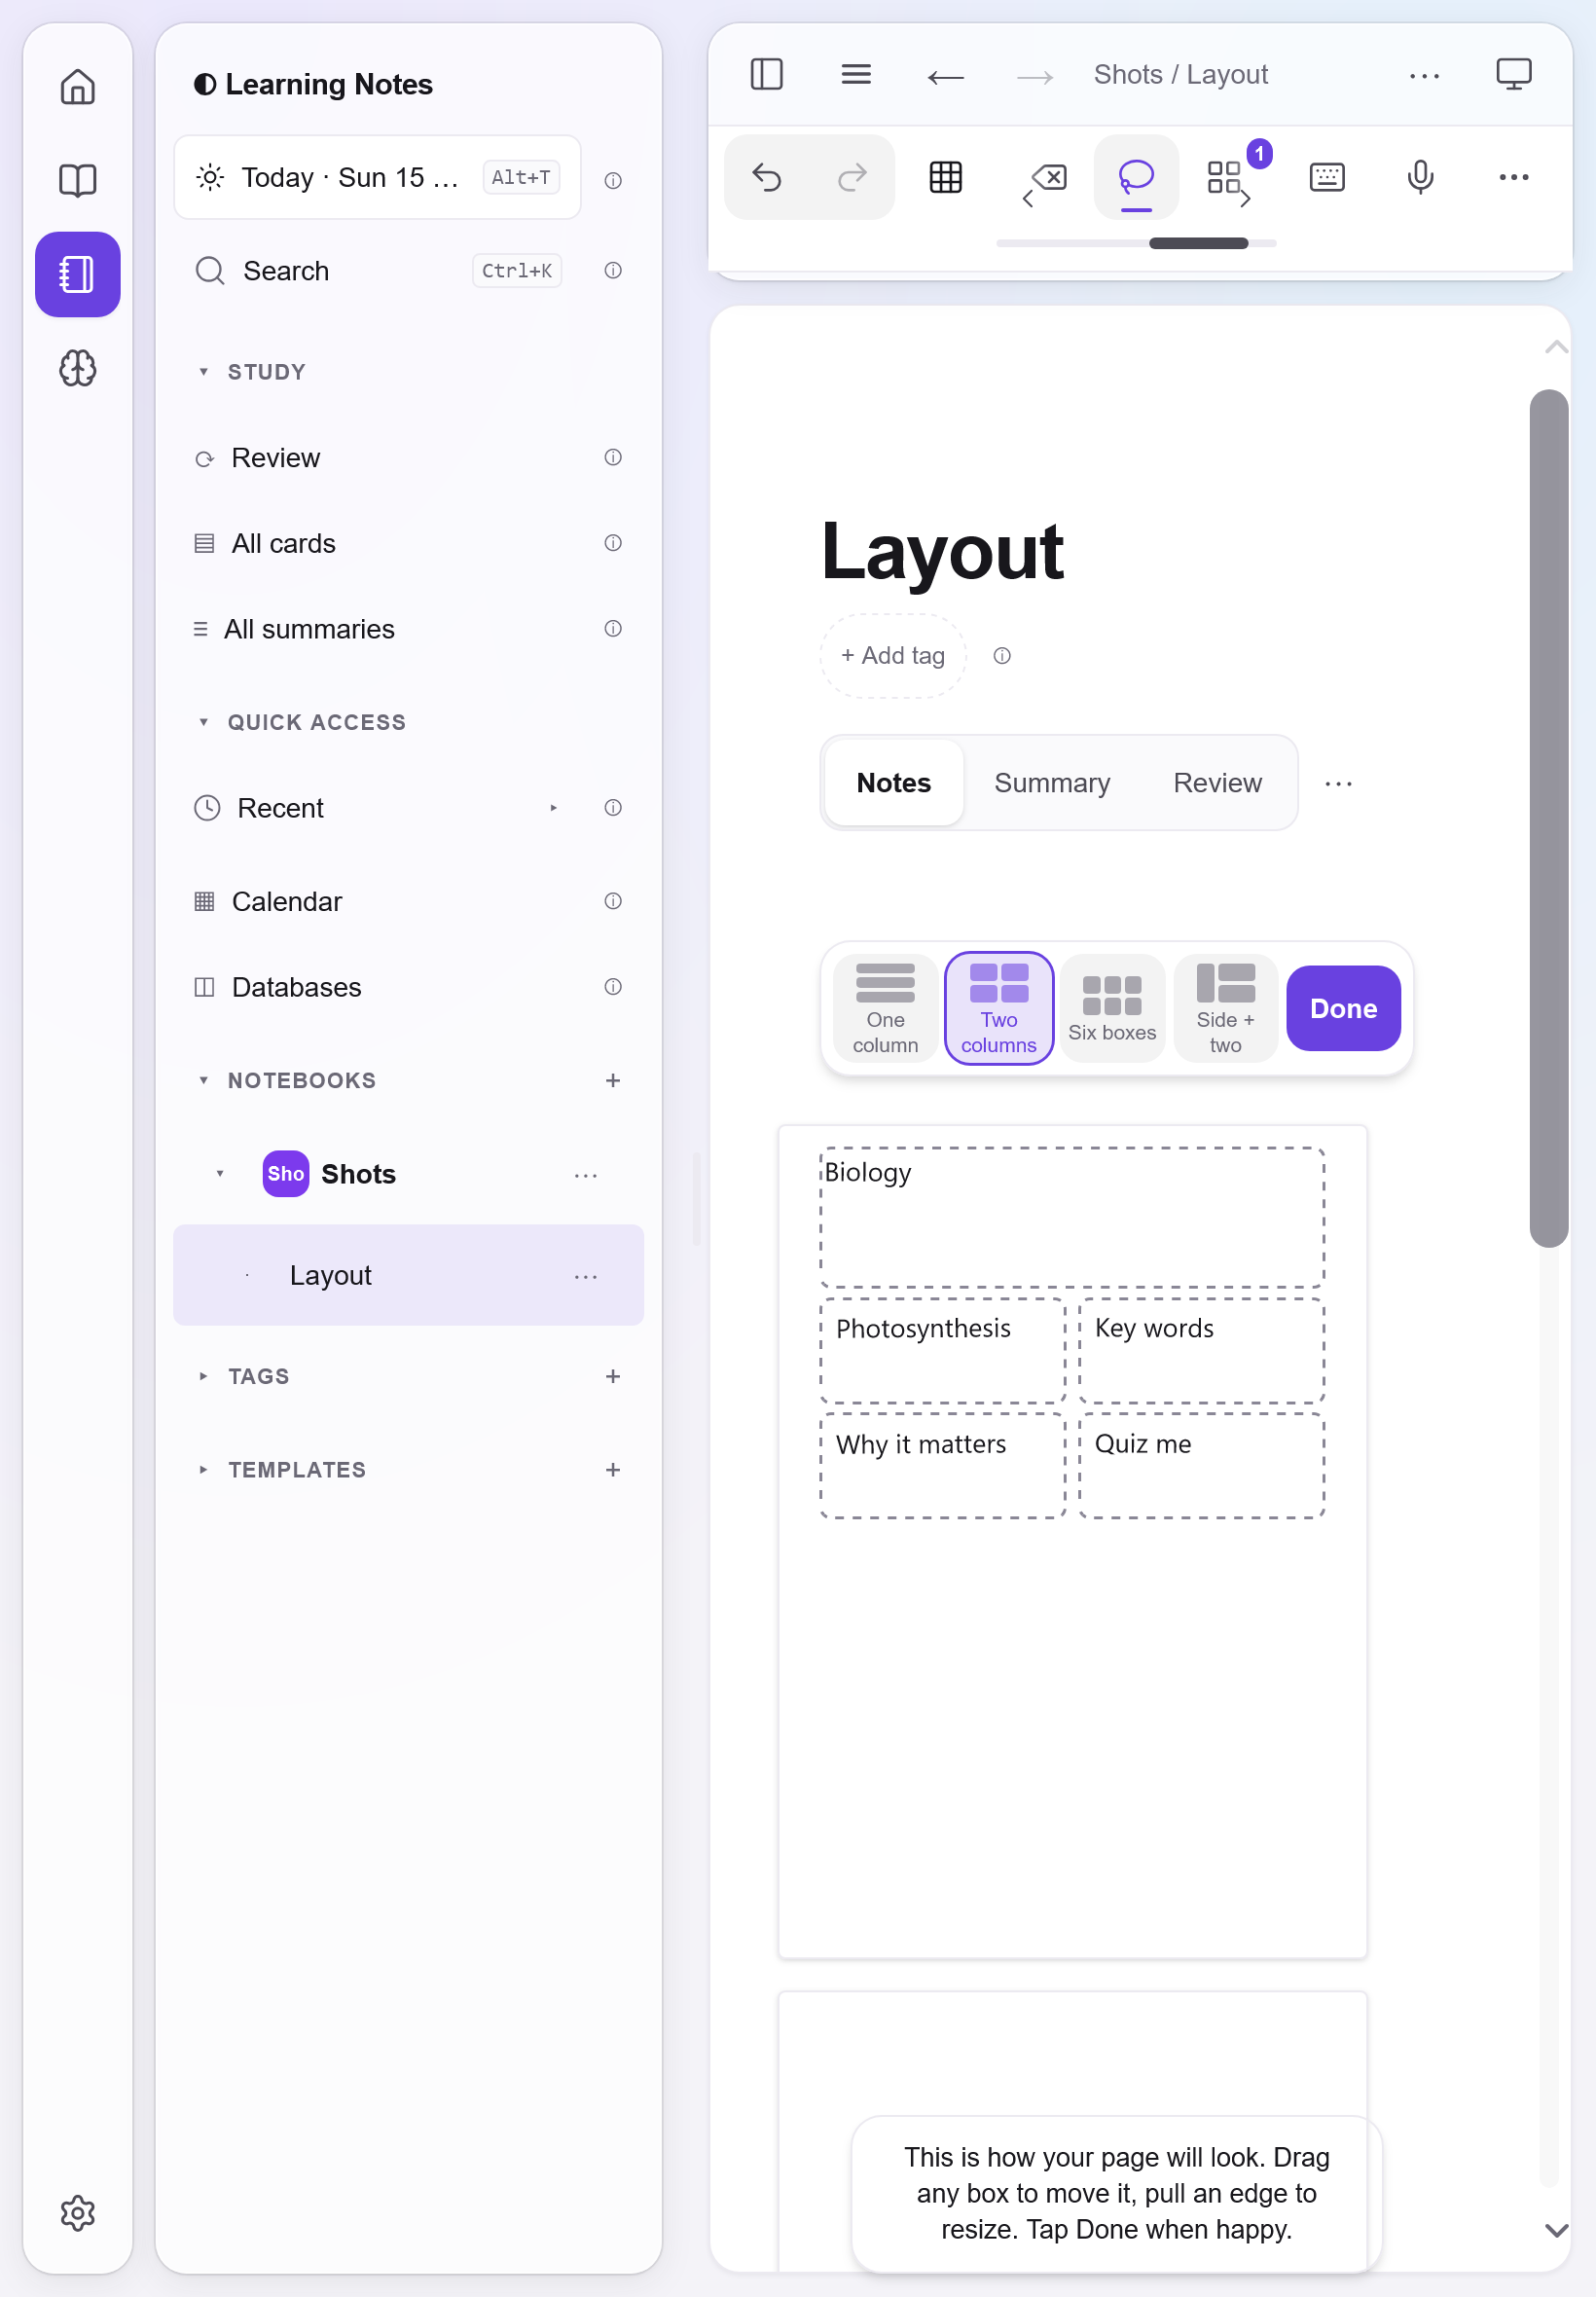 Learning Notes
Today · Sun 15 ... Alt+T
Search Ctrl+K
STUDY
Review
All cards
All summaries
QUICK ACCESS
Recent
Calendar
Databases
NOTEBOOKS
Sho Shots
Layout
TAGS
TEMPLATES
Shots / Layout
1
Layout
+ Add tag
Notes Summary Review
One column
Two columns
Six boxes
Side + two
Done
Biology
Photosynthesis
Key words
Why it matters
Quiz me
This is how your page will look. Drag
any box to move it, pull an edge to
resize. Tap Done when happy.